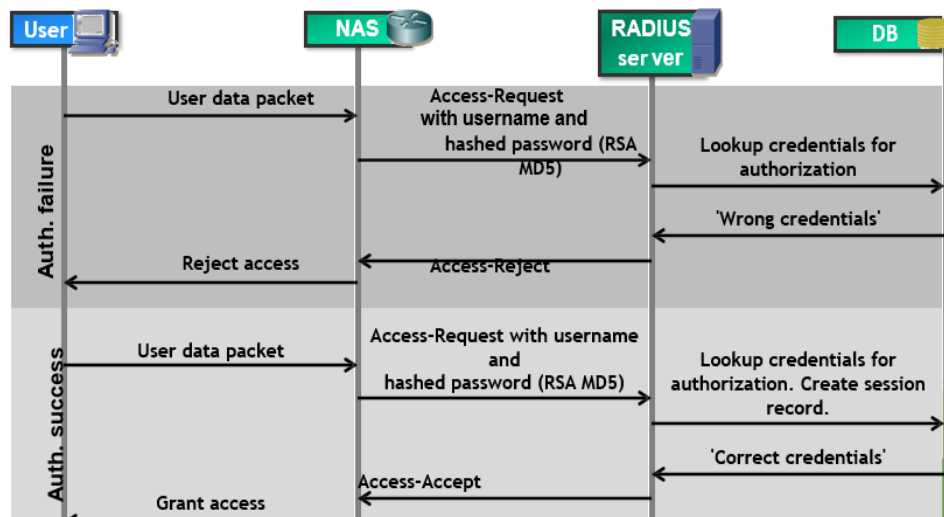 User
NAS
RADIUS
server
DB
Auth. failure
User data packet
Access-Request
with username and
hashed password (RSA
MD5)
Lookup credentials for
authorization
'Wrong credentials'
Access-Reject
Reject access
Auth. success
User data packet
Access-Request with username
and
hashed password (RSA MD5)
Lookup credentials for
authorization. Create session
record.
'Correct credentials'
Access-Accept
Grant access